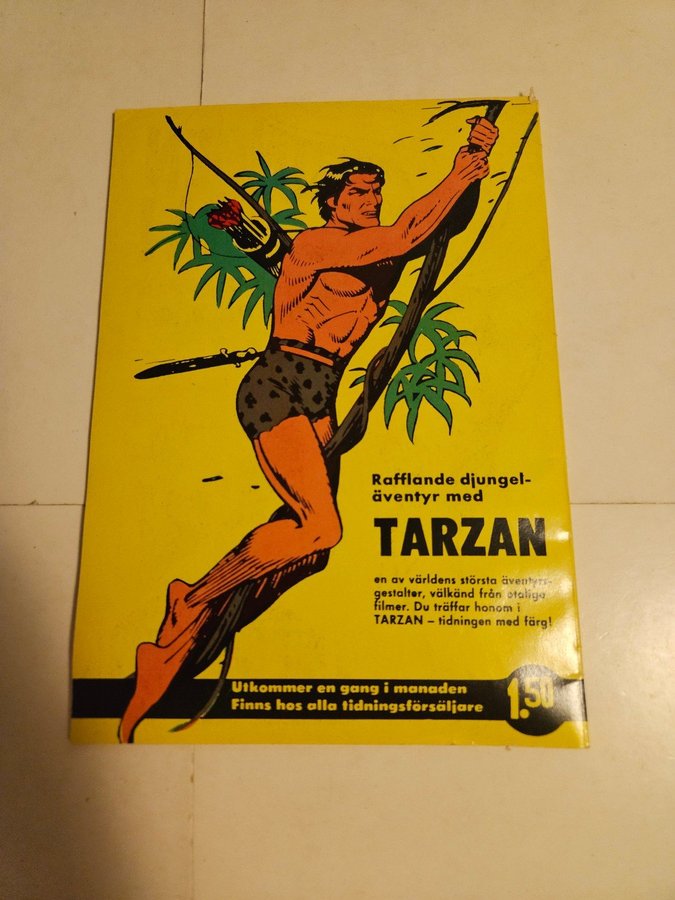 Rafflande djungel-
äventyr med
TARZAN
en av världens största äventyrs-
gestalter, välkänd från otaliga
filmer. Du träffar honom i
TARZAN – tidningen med färg!
Utkommer en gang i manaden
Finns hos alla tidningsförsäljare
1.50